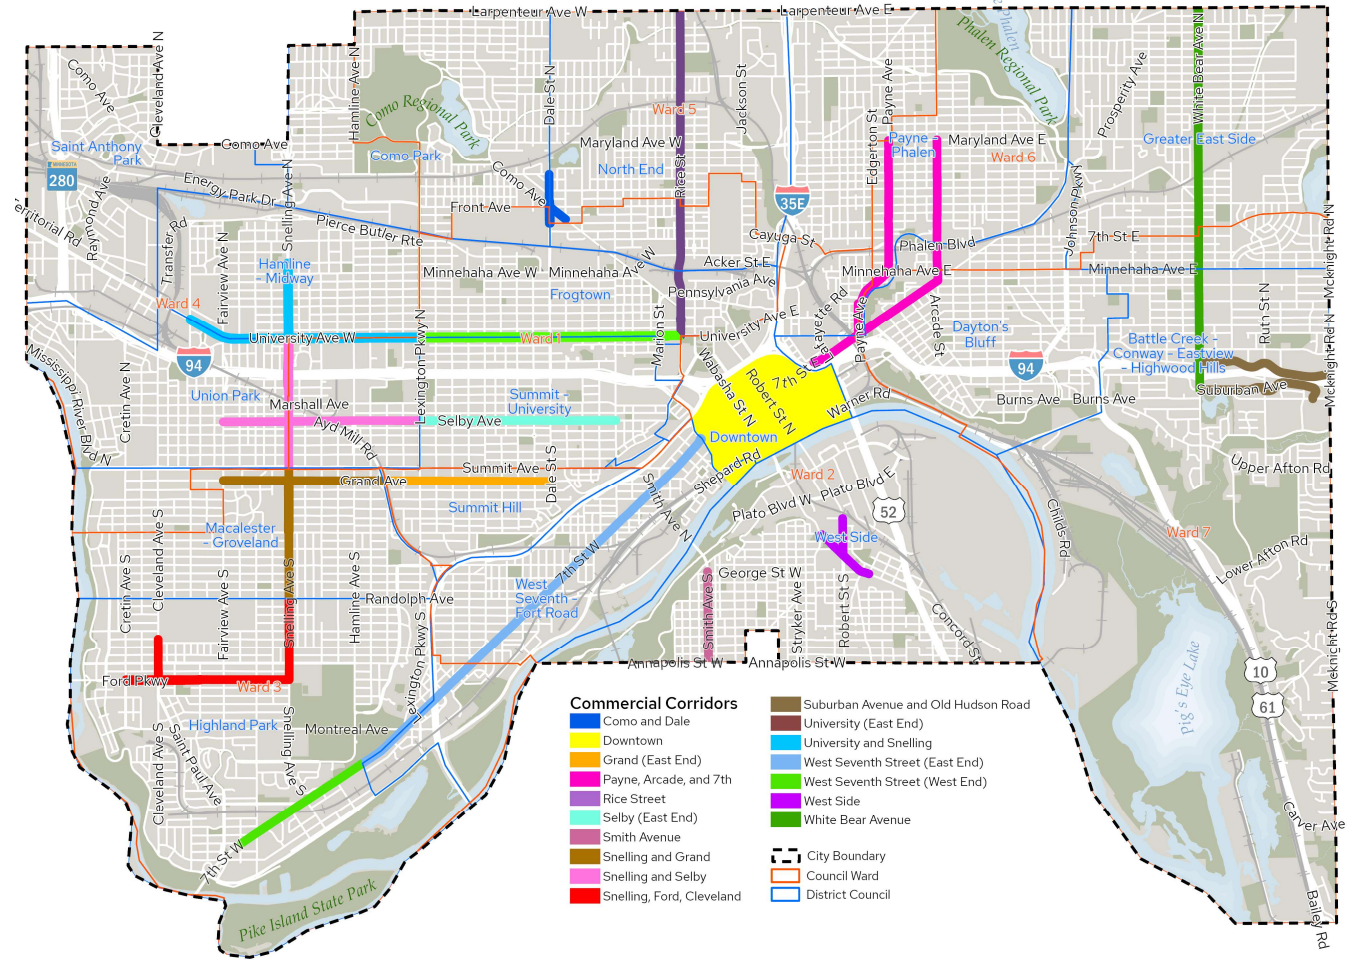 Larpenteur Ave W
Larpenteur Ave E
Cleveland Ave N
Como Ave
Hamline Ave N
Como Regional Park
Dale St N
Ward 5
Jackson St
Edgerton St
Payne Ave
Phalen Regional Park
Phalen
Prosperity Ave
White Bear Ave N
Saint Anthony
Park
Como Ave
Como Park
Maryland Ave W
North End
Rice St
Payne -
Phalen
Maryland Ave E
Ward 6
Greater East Side
MINNESOTA
280
Energy Park Dr
Snelling Ave N
Como Ave
Front Ave
35E
Johnson Pkwy
Mcknight Rd N
Raymond Ave
Transfer Rd
Fairview Ave N
Pierce Butler Rte
Cayuga St
Phalen Blvd
7th St E
Hamline
- Midway
Minnehaha Ave W
Minnehaha Ave W
Acker St E
Minnehaha Ave E
Minnehaha Ave E
Mcknight Rd N
Pennsylvania Ave
Frogtown
Ward 4
University Ave W
Lexington Pkwy N
Ward 1
Marion St
University Ave E
Lafayette Rd
Payne Ave
Arcade St
Dayton's
Bluff
Ruth St N
Battle Creek -
Conway - Eastview
- Highwood Hills
94
94
Mississippi River Blvd N
Cretin Ave N
Union Park
Marshall Ave
Summit -
University
Wabasha St N
Robert St N
7th St E
Warner Rd
Burns Ave
Burns Ave
Suburban Ave
Mcknight Rd N
Ayd Mill Rd
Selby Ave
Downtown
Summit Ave
Dale St S
Grand Ave
Shepard Rd
Ward 2
Upper Afton Rd
Summit Hill
Smith Ave N
Plato Blvd W
Plato Blvd E
52
Childs Rd
Ward 7
Cleveland Ave S
Macalester
- Groveland
West Side
Lower Afton Rd
Cretin Ave S
Fairview Ave S
Snelling Ave S
Hamline Ave S
Randolph Ave
7th St W
West
Seventh -
Fort Road
George St W
Smith Ave S
Stryker Ave
Robert St S
Concord St
Mcknight Rd S
Lexington Pkwy S
Annapolis St W
Annapolis St W
Ford Pkwy
Ward 3
Pig's Eye Lake
10
61
Highland Park
Montreal Ave
Cleveland Ave S
Saint Paul Ave
Snelling Ave S
7th St W
Pike Island State Park
Carver Ave
Bailey Rd
Commercial Corridors
Como and Dale
Downtown
Grand (East End)
Payne, Arcade, and 7th
Rice Street
Selby (East End)
Smith Avenue
Snelling and Grand
Snelling and Selby
Snelling, Ford, Cleveland
Suburban Avenue and Old Hudson Road
University (East End)
University and Snelling
West Seventh Street (East End)
West Seventh Street (West End)
West Side
White Bear Avenue
City Boundary
Council Ward
District Council